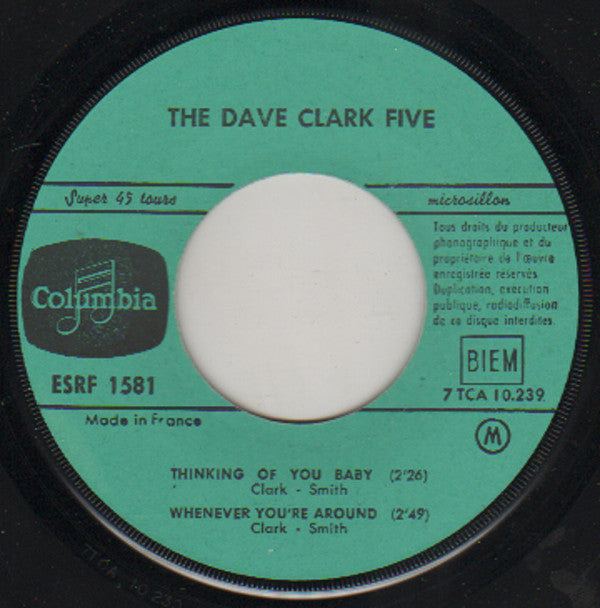 THE DAVE CLARK FIVE
Super 45 tours
microsillon
Tous droits du producteur
phonographique et du
propriétaire de l'œuvre
enregistrée réservés.
Duplication, exécution
publique, radiodiffusion
de ce disque interdites.
Columbia
BIEM
ESRF 1581
7 TCA 10.239
Made in France
M
THINKING OF YOU BABY (2'26)
Clark - Smith
WHENEVER YOU'RE AROUND (2'49)
Clark - Smith